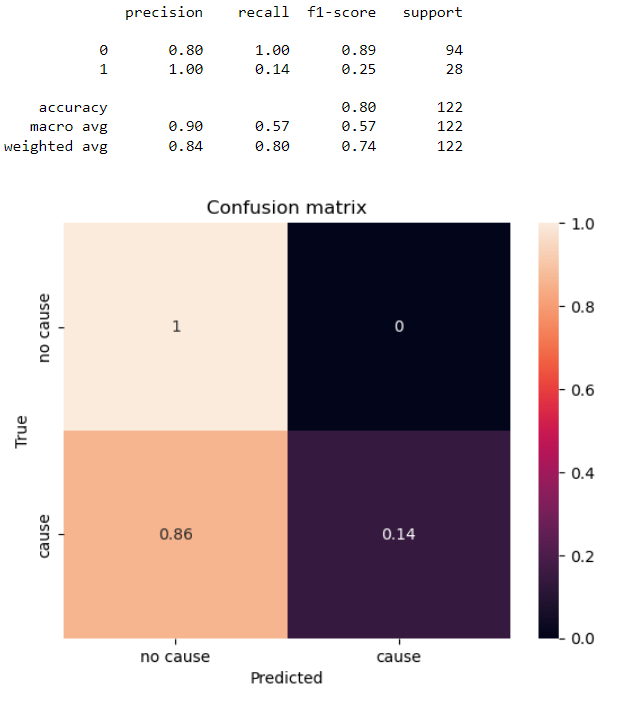 precision recall f1-score support
0 0.80 1.00 0.89 94
1 1.00 0.14 0.25 28
accuracy 0.80 122
macro avg 0.90 0.57 0.57 122
weighted avg 0.84 0.80 0.74 122
Confusion matrix
1.0
0.8
0.6
0.4
0.2
0.0
True
no cause
cause
1 0
0.86 0.14
no cause cause
Predicted